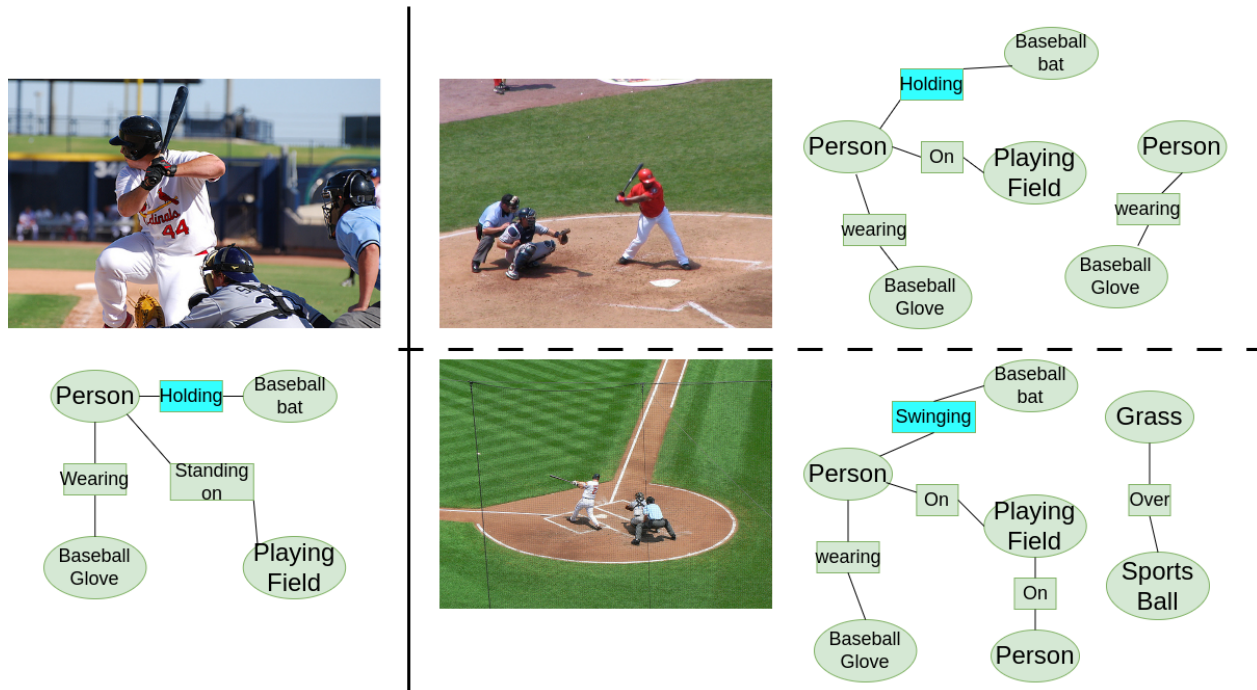 Cardinals
44
Person
Holding
Baseball
bat
Wearing
Standing
on
Baseball
Glove
Playing
Field
Baseball
bat
Holding
Person
On
Playing
Field
Person
wearing
wearing
Baseball
Glove
Baseball
Glove
Baseball
bat
Swinging
Grass
Person
On
Over
Playing
Field
wearing
Sports
Ball
On
Baseball
Glove
Person